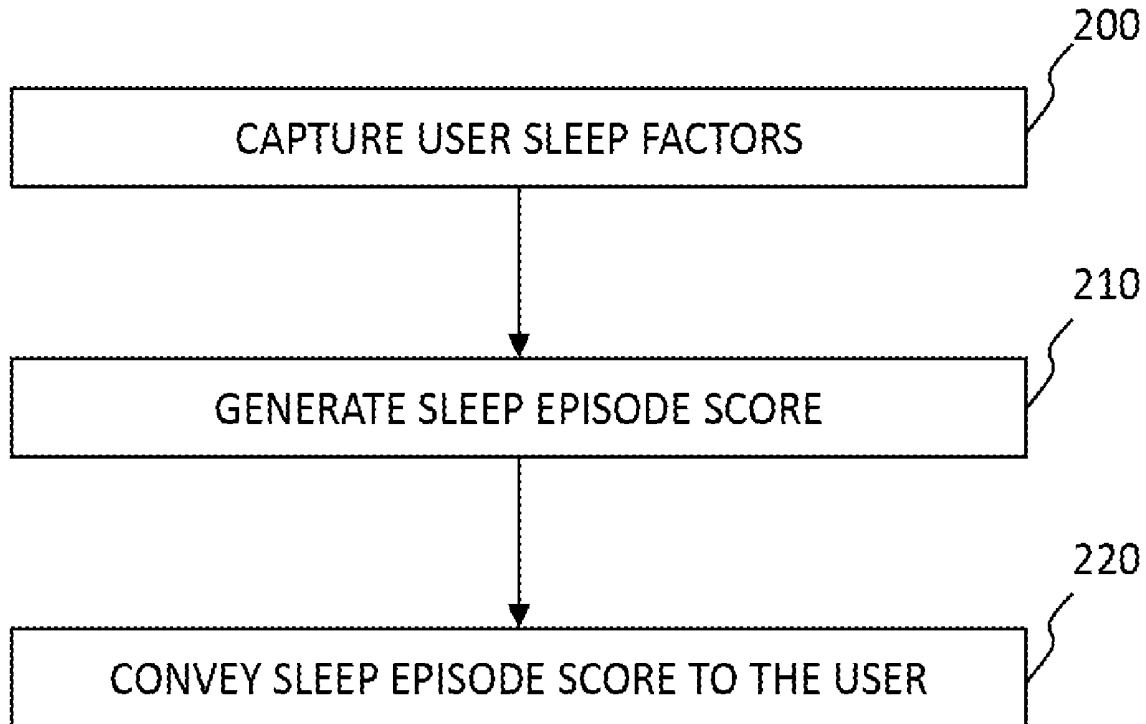 200
CAPTURE USER SLEEP FACTORS
210
GENERATE SLEEP EPISODE SCORE
220
CONVEY SLEEP EPISODE SCORE TO THE USER